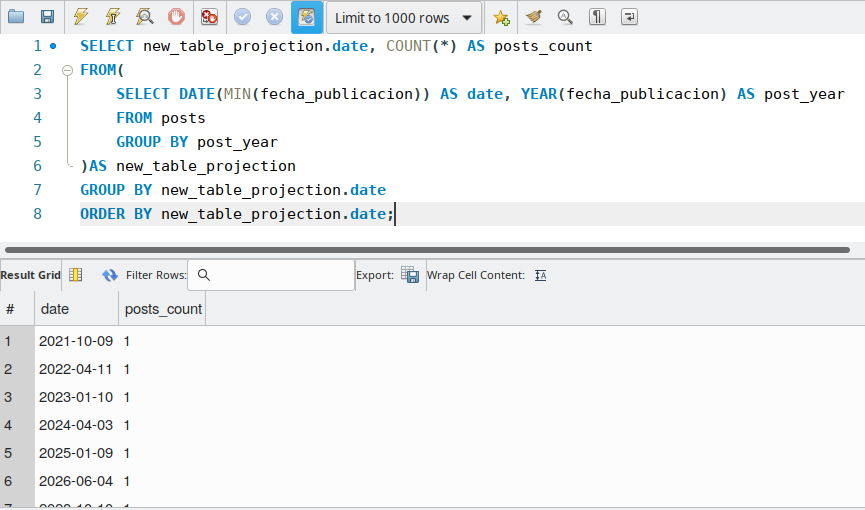 Limit to 1000 rows
1 SELECT new_table_projection.date, COUNT(*) AS posts_count
2 FROM(
3 SELECT DATE(MIN(fecha_publicacion)) AS date, YEAR(fecha_publicacion) AS post_year
4 FROM posts
5 GROUP BY post_year
6 )AS new_table_projection
7 GROUP BY new_table_projection.date
8 ORDER BY new_table_projection.date;
Result Grid Filter Rows: Export: Wrap Cell Content:
# date posts_count
1 2021-10-09 1
2 2022-04-11 1
3 2023-01-10 1
4 2024-04-03 1
5 2025-01-09 1
6 2026-06-04 1